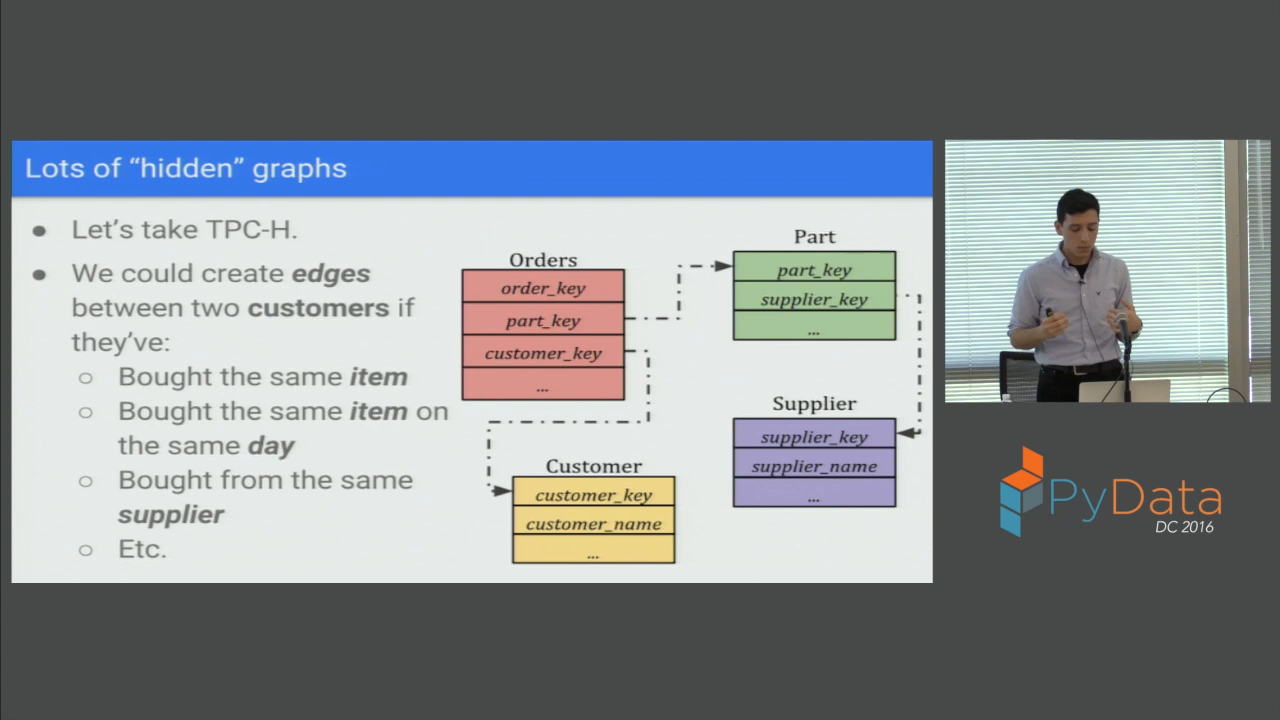 Lots of “hidden” graphs
● Let’s take TPC-H.
● We could create edges
between two customers if
they’ve:
○ Bought the same item
○ Bought the same item on
the same day
○ Bought from the same
supplier
○ Etc.
Orders
order_key
part_key
customer_key
...
Part
part_key
supplier_key
...
Customer
customer_key
customer_name
...
Supplier
supplier_key
supplier_name
...
PyData
DC 2016